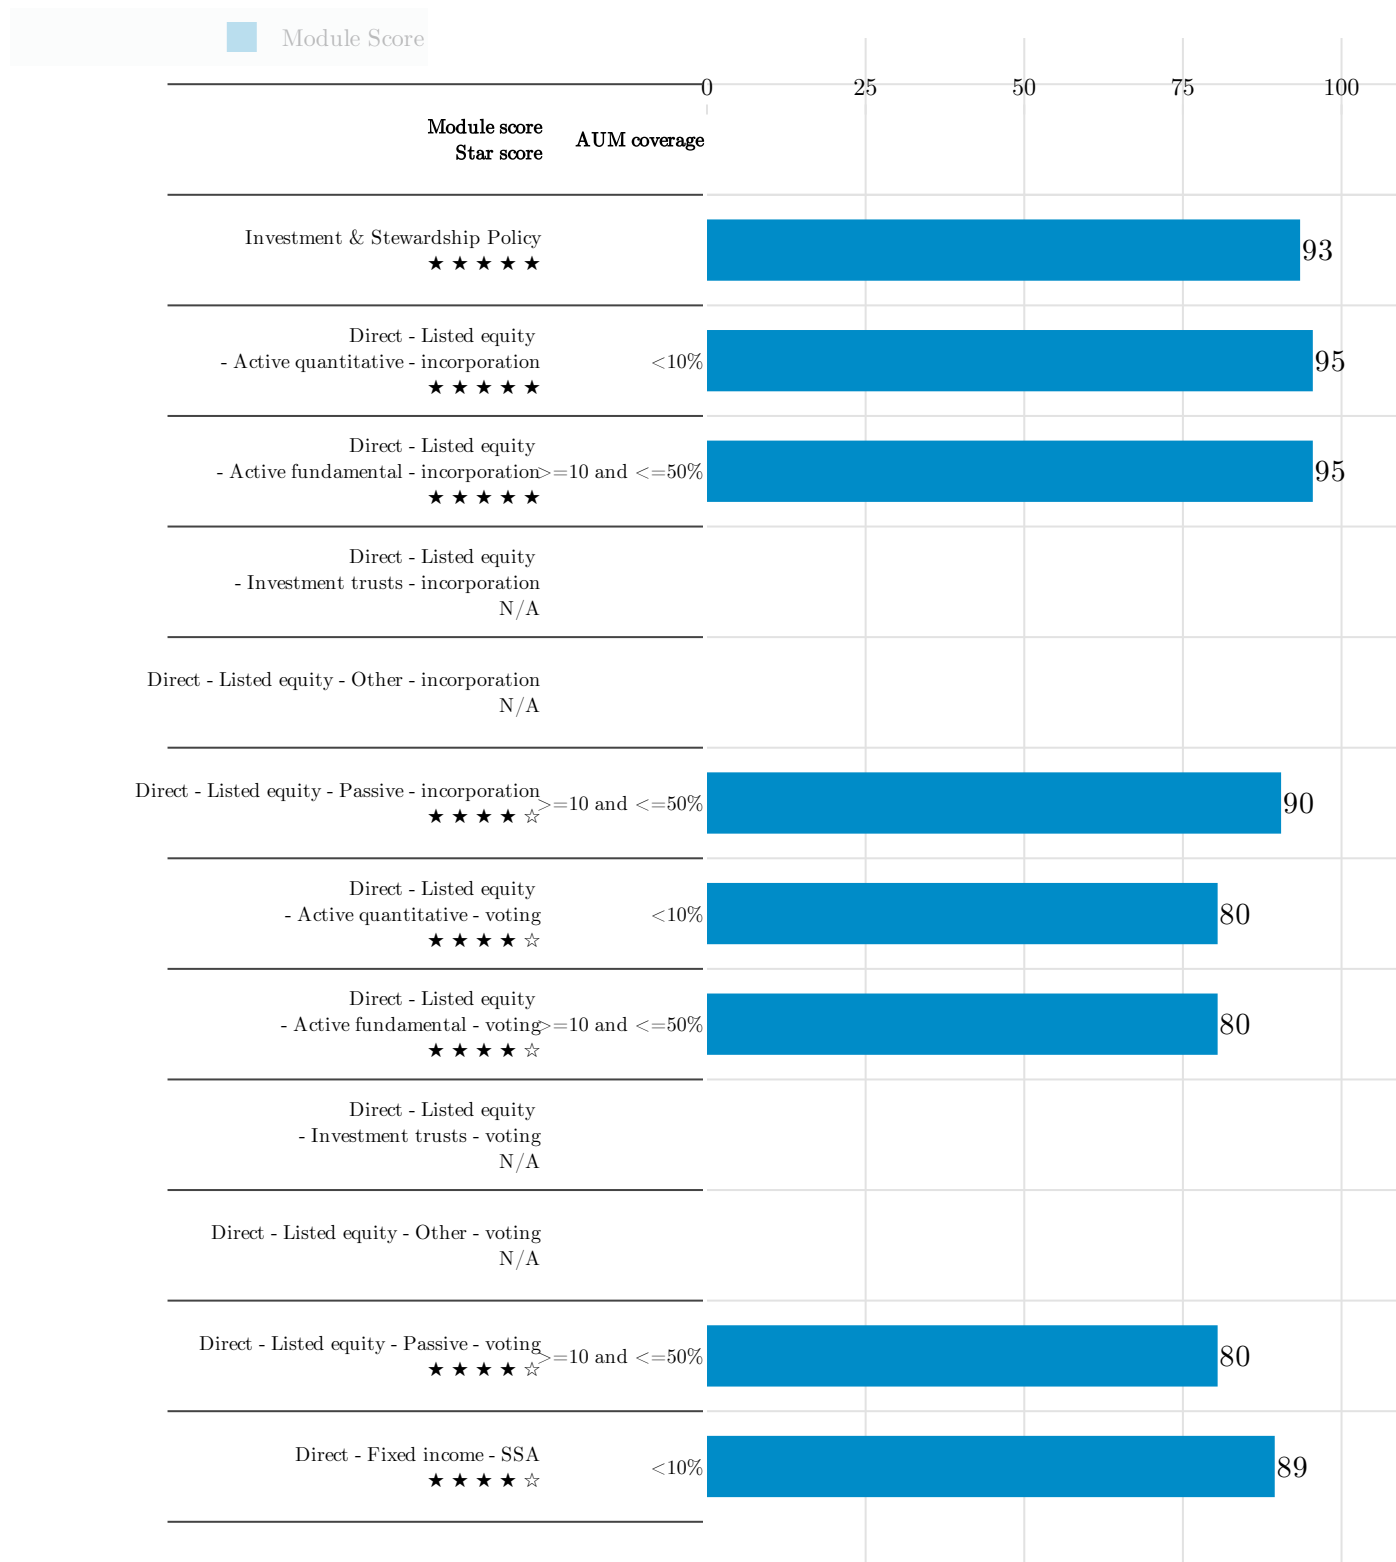 Module Score
0 25 50 75 100
Module score
Star score
AUM coverage
Investment & Stewardship Policy
★ ★ ★ ★ ★
93
Direct - Listed equity
- Active quantitative - incorporation
★ ★ ★ ★ ★
<10%
95
Direct - Listed equity
- Active fundamental - incorporation
★ ★ ★ ★ ★
>=10 and <=50%
95
Direct - Listed equity
- Investment trusts - incorporation
N/A
Direct - Listed equity - Other - incorporation
N/A
Direct - Listed equity - Passive - incorporation
★ ★ ★ ★ ☆
>=10 and <=50%
90
Direct - Listed equity
- Active quantitative - voting
★ ★ ★ ★ ☆
<10%
80
Direct - Listed equity
- Active fundamental - voting
★ ★ ★ ★ ☆
>=10 and <=50%
80
Direct - Listed equity
- Investment trusts - voting
N/A
Direct - Listed equity - Other - voting
N/A
Direct - Listed equity - Passive - voting
★ ★ ★ ★ ☆
>=10 and <=50%
80
Direct - Fixed income - SSA
★ ★ ★ ★ ☆
<10%
89